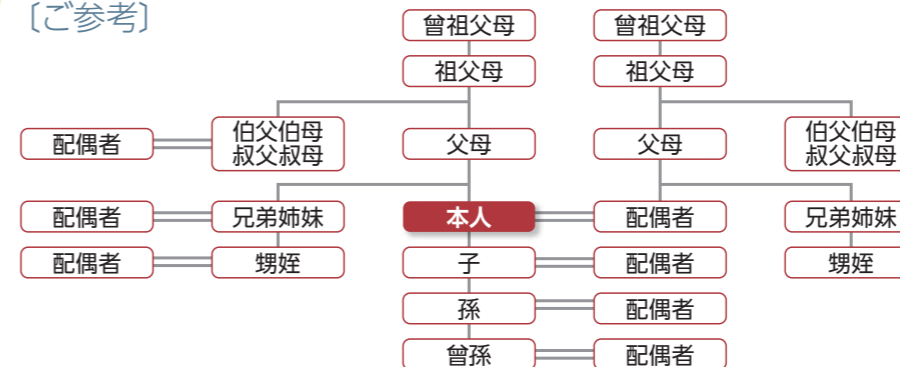 〔ご参考〕
曾祖父母
曾祖父母
祖父母
祖父母
配偶者
伯父伯母
叔父叔母
父母
父母
伯父伯母
叔父叔母
配偶者
兄弟姉妹
本人
配偶者
兄弟姉妹
配偶者
甥姪
子
配偶者
甥姪
孫
配偶者
曾孫
配偶者